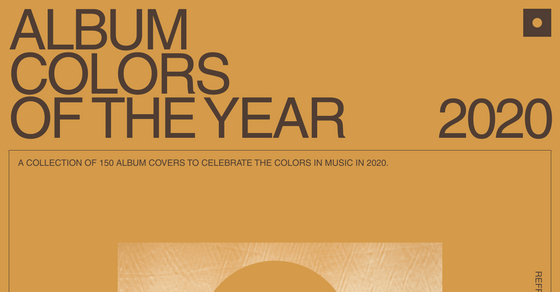 ALBUM
COLORS
OF THE YEAR 2020
A COLLECTION OF 150 ALBUM COVERS TO CELEBRATE THE COLORS IN MUSIC IN 2020.